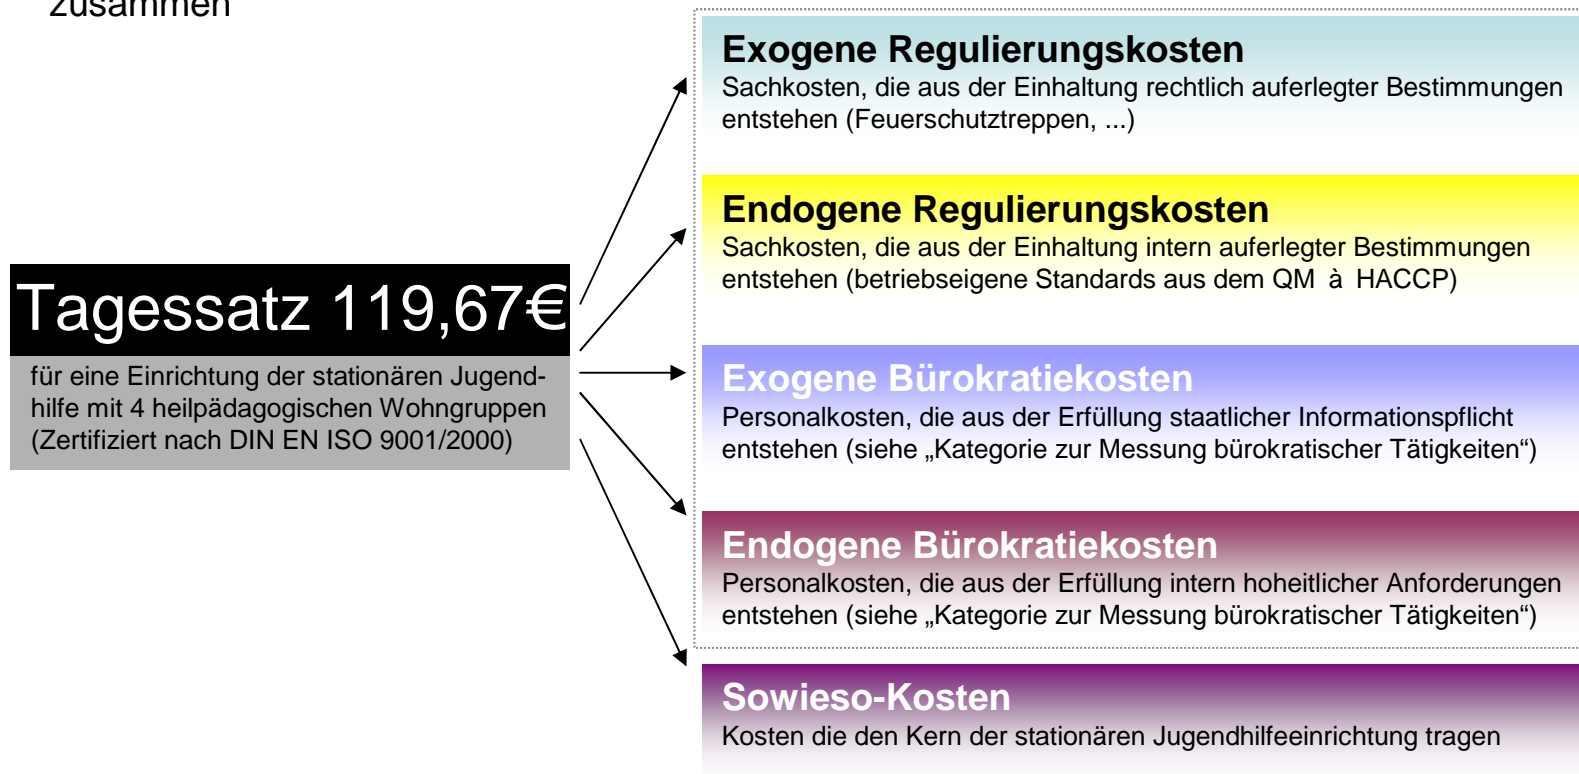 zusammen
Exogene Regulierungskosten
Sachkosten, die aus der Einhaltung rechtlich auferlegter Bestimmungen
entstehen (Feuerschutztreppen, ...)
Endogene Regulierungskosten
Sachkosten, die aus der Einhaltung intern auferlegter Bestimmungen
entstehen (betriebseigene Standards aus dem QM à HACCP)
Tagessatz 119,67€
für eine Einrichtung der stationären Jugend-
hilfe mit 4 heilpädagogischen Wohngruppen
(Zertifiziert nach DIN EN ISO 9001/2000)
Exogene Bürokratiekosten
Personalkosten, die aus der Erfüllung staatlicher Informationspflicht
entstehen (siehe „Kategorie zur Messung bürokratischer Tätigkeiten“)
Endogene Bürokratiekosten
Personalkosten, die aus der Erfüllung intern hoheitlicher Anforderungen
entstehen (siehe „Kategorie zur Messung bürokratischer Tätigkeiten“)
Sowieso-Kosten
Kosten die den Kern der stationären Jugendhilfeeinrichtung tragen